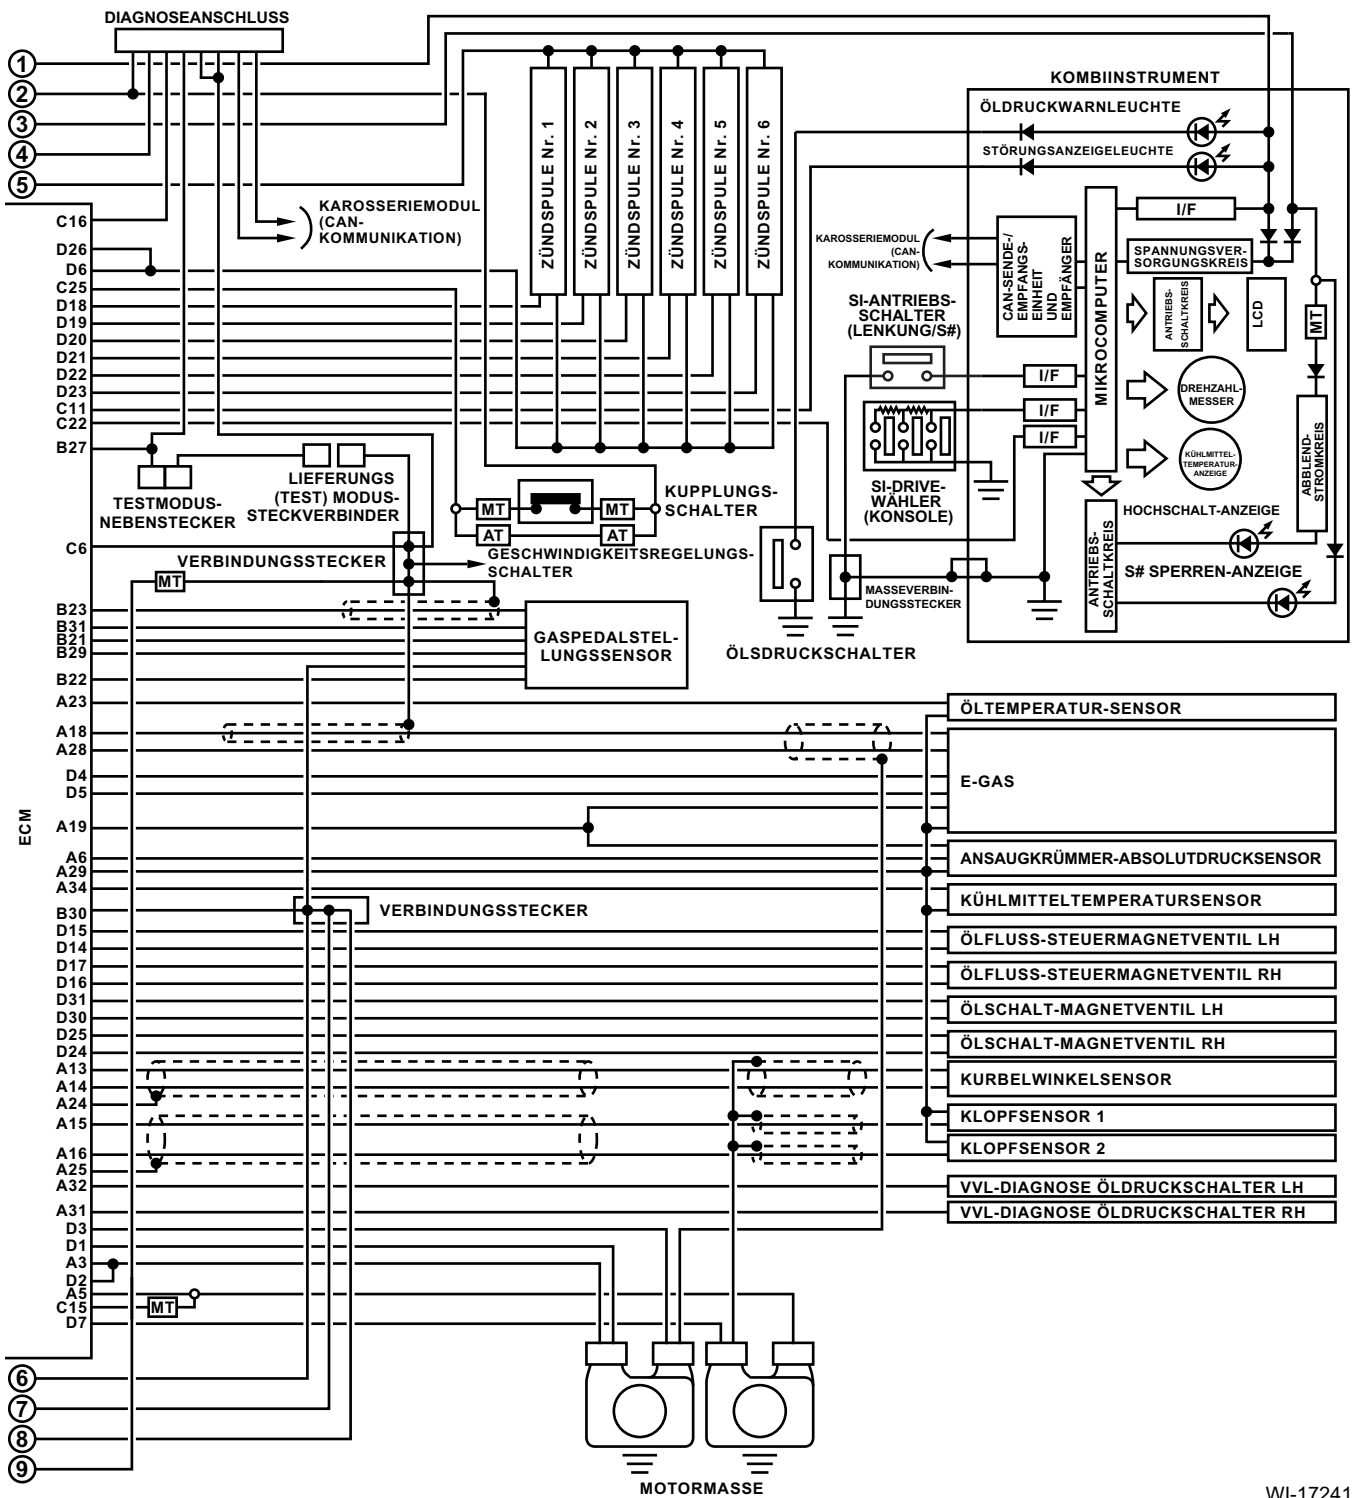 DIAGNOSEANSCHLUSS
1
2
3
4
5
KOMBIINSTRUMENT
ÖLDRUCKWARNLEUCHTE
STÖRUNGSANZEIGELEUCHTE
ZÜNDSPULE Nr. 1
ZÜNDSPULE Nr. 2
ZÜNDSPULE Nr. 3
ZÜNDSPULE Nr. 4
ZÜNDSPULE Nr. 5
ZÜNDSPULE Nr. 6
KAROSSERIEMODUL
(CAN-
KOMMUNIKATION)
KAROSSERIEMODUL
(CAN-
KOMMUNIKATION)
CAN-SENDE-/
EMPFANGS-
EINHEIT
UND
EMPFÄNGER
MIKROCOMPUTER
I/F
SPANNUNGSVER-
SORGUNGSKREIS
ANTRIEBS-
SCHALTKREIS
LCD
MT
SI-ANTRIEBS-
SCHALTER
(LENKUNG/S#)
I/F
I/F
I/F
DREHZAHL-
MESSER
KÜHLMITTEL-
TEMPERATUR-
ANZEIGE
ABBLEND-
STROMKREIS
SI-DRIVE-
WÄHLER
(KONSOLE)
HOCHSCHALT-ANZEIGE
S# SPERREN-ANZEIGE
ANTRIEBS-
SCHALTKREIS
MASSEVERBIN-
DUNGSSTECKER
ÖLSDRUCKSCHALTER
TESTMODUS-
NEBENSTECKER
LIEFERUNGS
(TEST) MODUS-
STECKVERBINDER
MT
MT
AT
AT
KUPPLUNGS-
SCHALTER
VERBINDUNGSSTECKER
GESCHWINDIGKEITSREGELUNGS-
SCHALTER
MT
GASPEDALSTEL-
LUNGSSENSOR
ECM
C16
D26
D6
C25
D18
D19
D20
D21
D22
D23
C11
C22
B27
C6
B23
B31
B21
B29
B22
A23
A18
A28
D4
D5
A19
A6
A29
A34
B30
D15
D14
D17
D16
D31
D30
D25
D24
A13
A14
A24
A15
A16
A25
A32
A31
D3
D1
A3
D2
A5
C15
D7
MT
VERBINDUNGSSTECKER
ÖLTEMPERATUR-SENSOR
E-GAS
ANSAUGKRÜMMER-ABSOLUTDRUCKSENSOR
KÜHLMITTELTEMPERATURSENSOR
ÖLFLUSS-STEUERMAGNETVENTIL LH
ÖLFLUSS-STEUERMAGNETVENTIL RH
ÖLSCHALT-MAGNETVENTIL LH
ÖLSCHALT-MAGNETVENTIL RH
KURBELWINKELSENSOR
KLOPFSENSOR 1
KLOPFSENSOR 2
VVL-DIAGNOSE ÖLDRUCKSCHALTER LH
VVL-DIAGNOSE ÖLDRUCKSCHALTER RH
6
7
8
9
MOTORMASSE
WI-17241